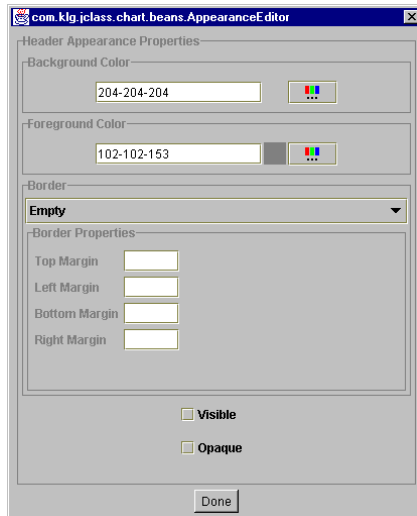 com.klg.jclass.chart.beans.AppearanceEditor
Header Appearance Properties
Background Color
204-204-204
...
Foreground Color
102-102-153
...
Border
Empty
Border Properties
Top Margin
Left Margin
Bottom Margin
Right Margin
Visible
Opaque
Done